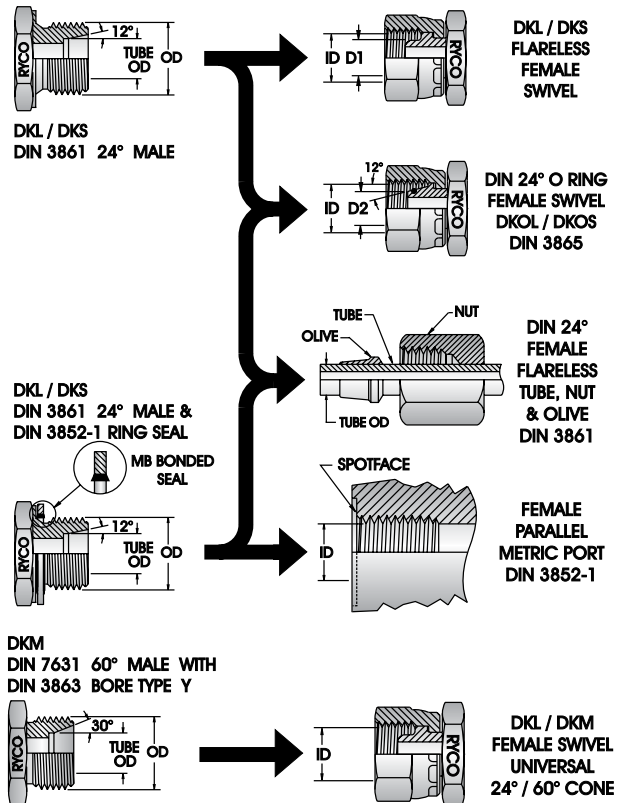 RYCO
12°
TUBE
OD
OD
DKL / DKS
DIN 3861 24° MALE
ID D1
RYCO
DKL / DKS
FLARELESS
FEMALE
SWIVEL
12°
ID D2
RYCO
DIN 24° O RING
FEMALE SWIVEL
DKOL / DKOS
DIN 3865
TUBE
NUT
OLIVE
TUBE OD
DIN 24°
FEMALE
FLARELESS
TUBE, NUT
& OLIVE
DIN 3861
DKL / DKS
DIN 3861 24° MALE &
DIN 3852-1 RING SEAL
MB BONDED
SEAL
RYCO
12°
TUBE
OD
OD
SPOTFACE
ID
FEMALE
PARALLEL
METRIC PORT
DIN 3852-1
DKM
DIN 7631 60° MALE WITH
DIN 3863 BORE TYPE Y
RYCO
30°
TUBE
OD
OD
ID
RYCO
DKL / DKM
FEMALE SWIVEL
UNIVERSAL
24° / 60° CONE